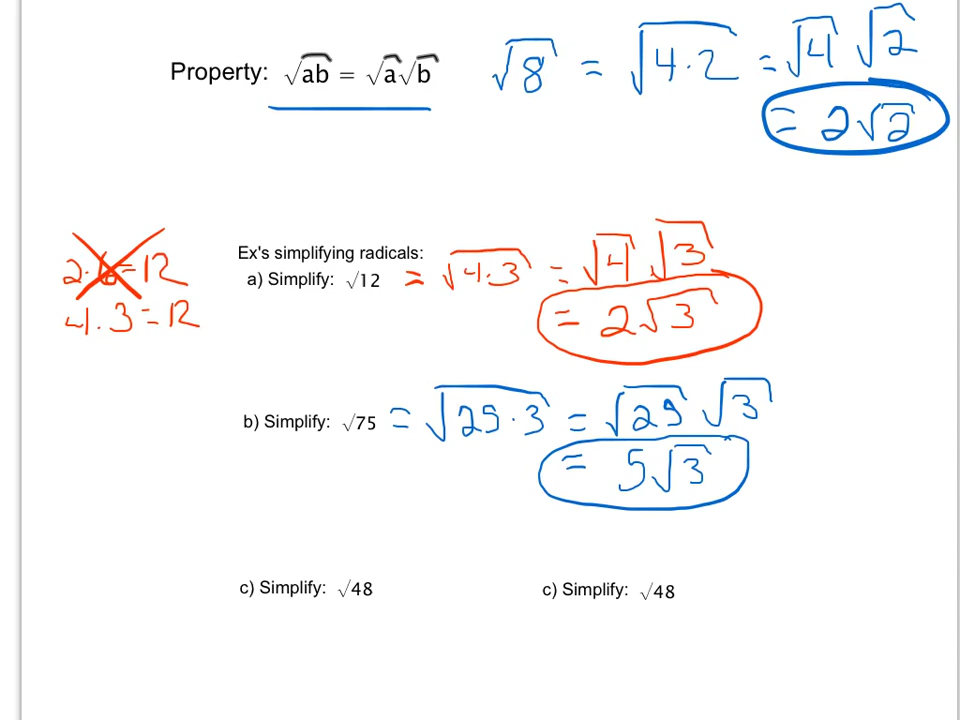 Property: √ab = √a√b √8 = √4·2 = √4 √2
= 2√2
Ex's simplifying radicals:
2·6=12
a) Simplify: √12 = √4·3 = √4 √3
4·3=12
= 2√3
b) Simplify: √75 = √25·3 = √25 √3
= 5√3
c) Simplify: √48 c) Simplify: √48